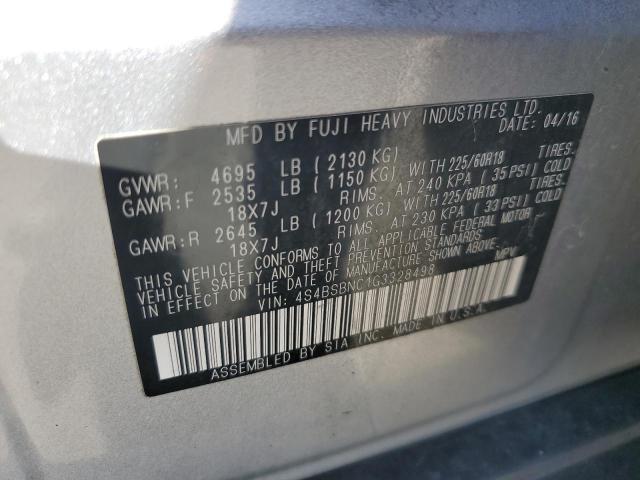 MFD BY FUJI HEAVY INDUSTRIES LTD.
DATE: 04/16
GVWR: 4695 LB (2130 KG)
GAWR:F 2535 LB (1150 KG) WITH 225/60R18 TIRES.
18X7J RIMS. AT 240 KPA (35 PSI) COLD
GAWR:R 2645 LB (1200 KG) WITH 225/60R18 TIRES.
18X7J RIMS. AT 230 KPA (33 PSI) COLD
THIS VEHICLE CONFORMS TO ALL APPLICABLE FEDERAL MOTOR
VEHICLE SAFETY, BUMPER, AND THEFT PREVENTION STANDARDS
IN EFFECT ON THE DATE OF MANUFACTURE SHOWN ABOVE.
VIN: 4S4BSBNC1G3328498 MPV
ASSEMBLED BY SIA INC. MADE IN U.S.A.